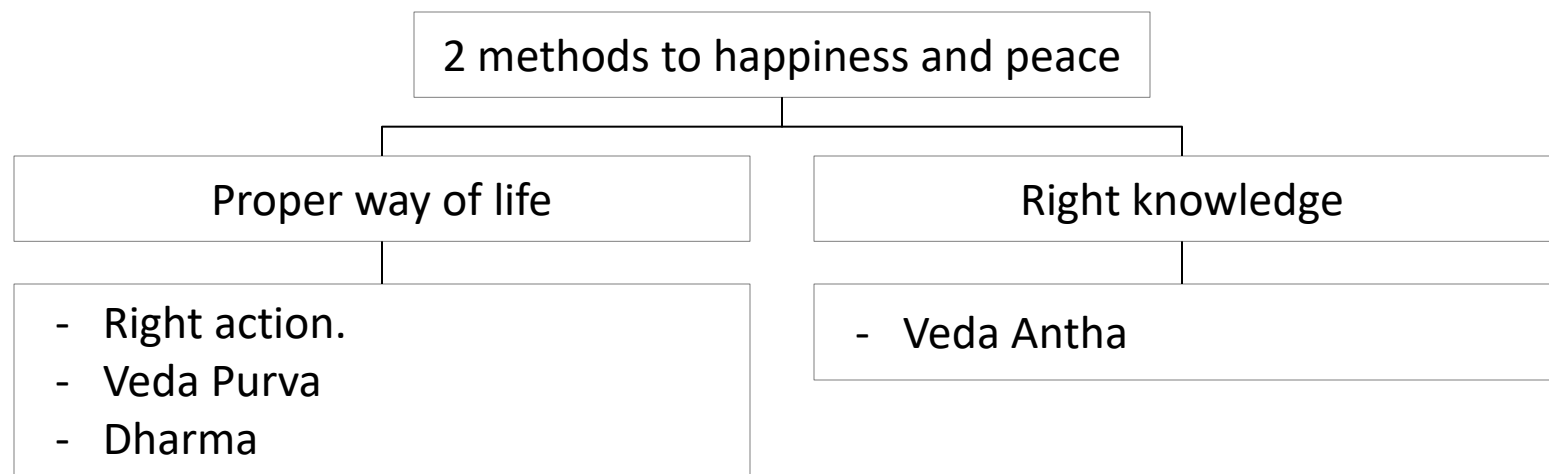 2 methods to happiness and peace
Proper way of life
Right knowledge
- Right action.
- Veda Purva
- Dharma
- Veda Antha